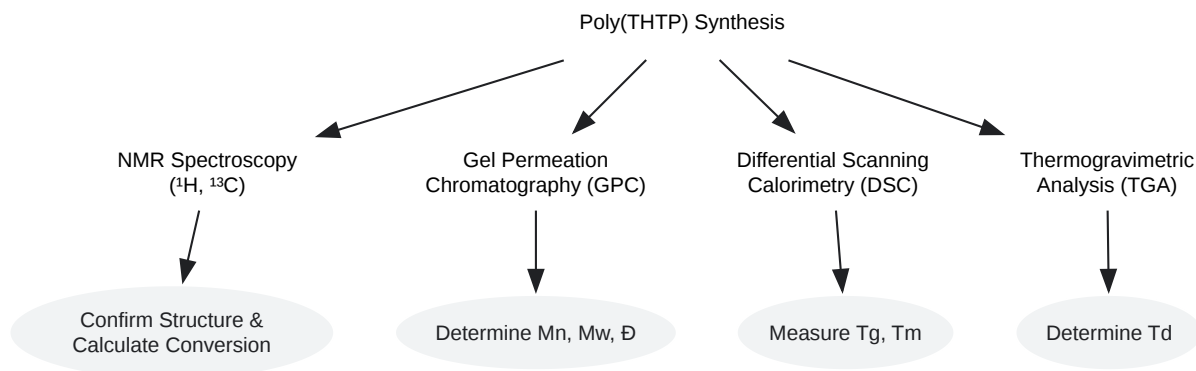 Poly(THTP) Synthesis
NMR Spectroscopy
(¹H, ¹³C)
Gel Permeation
Chromatography (GPC)
Differential Scanning
Calorimetry (DSC)
Thermogravimetric
Analysis (TGA)
Confirm Structure &
Calculate Conversion
Determine Mn, Mw, Đ
Measure Tg, Tm
Determine Td